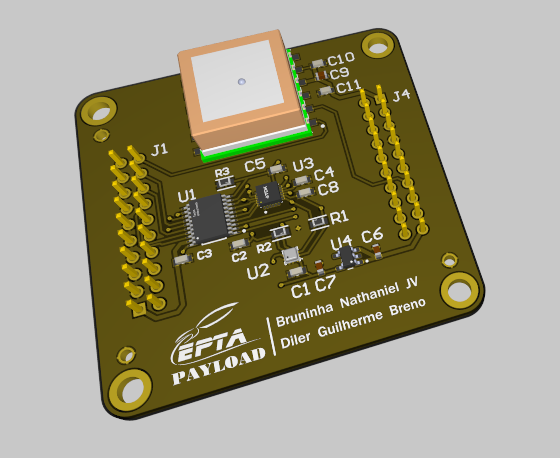 C10
C9
C11
J4
J1
C5
U3
R3
C4
C8
U1
R1
R2
U4
C6
C3
C2
U2
C1
C7
EPTA
PAYLOAD
Bruninha Nathaniel JV
Diler Guilherme Breno